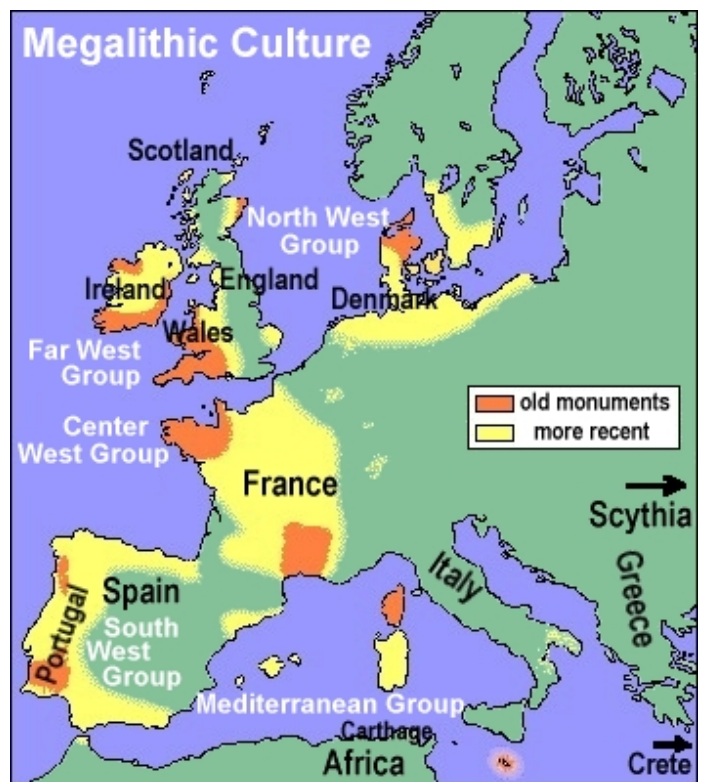 Megalithic Culture
Scotland
North West
Group
England
Ireland
Denmark
Wales
Far West
Group
old monuments
more recent
Center
West Group
France
Scythia
Italy
Greece
Spain
Portugal
South
West
Group
Mediterranean Group
Carthage
Africa
Crete